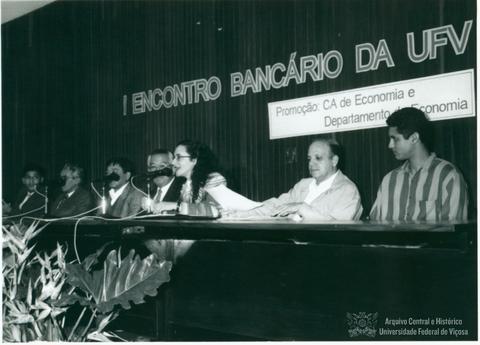 I ENCONTRO BANCÁRIO DA UFV
Promoção: CA de Economia e
Departamento de Economia
Arquivo Central e Histórico
Universidade Federal de Viçosa